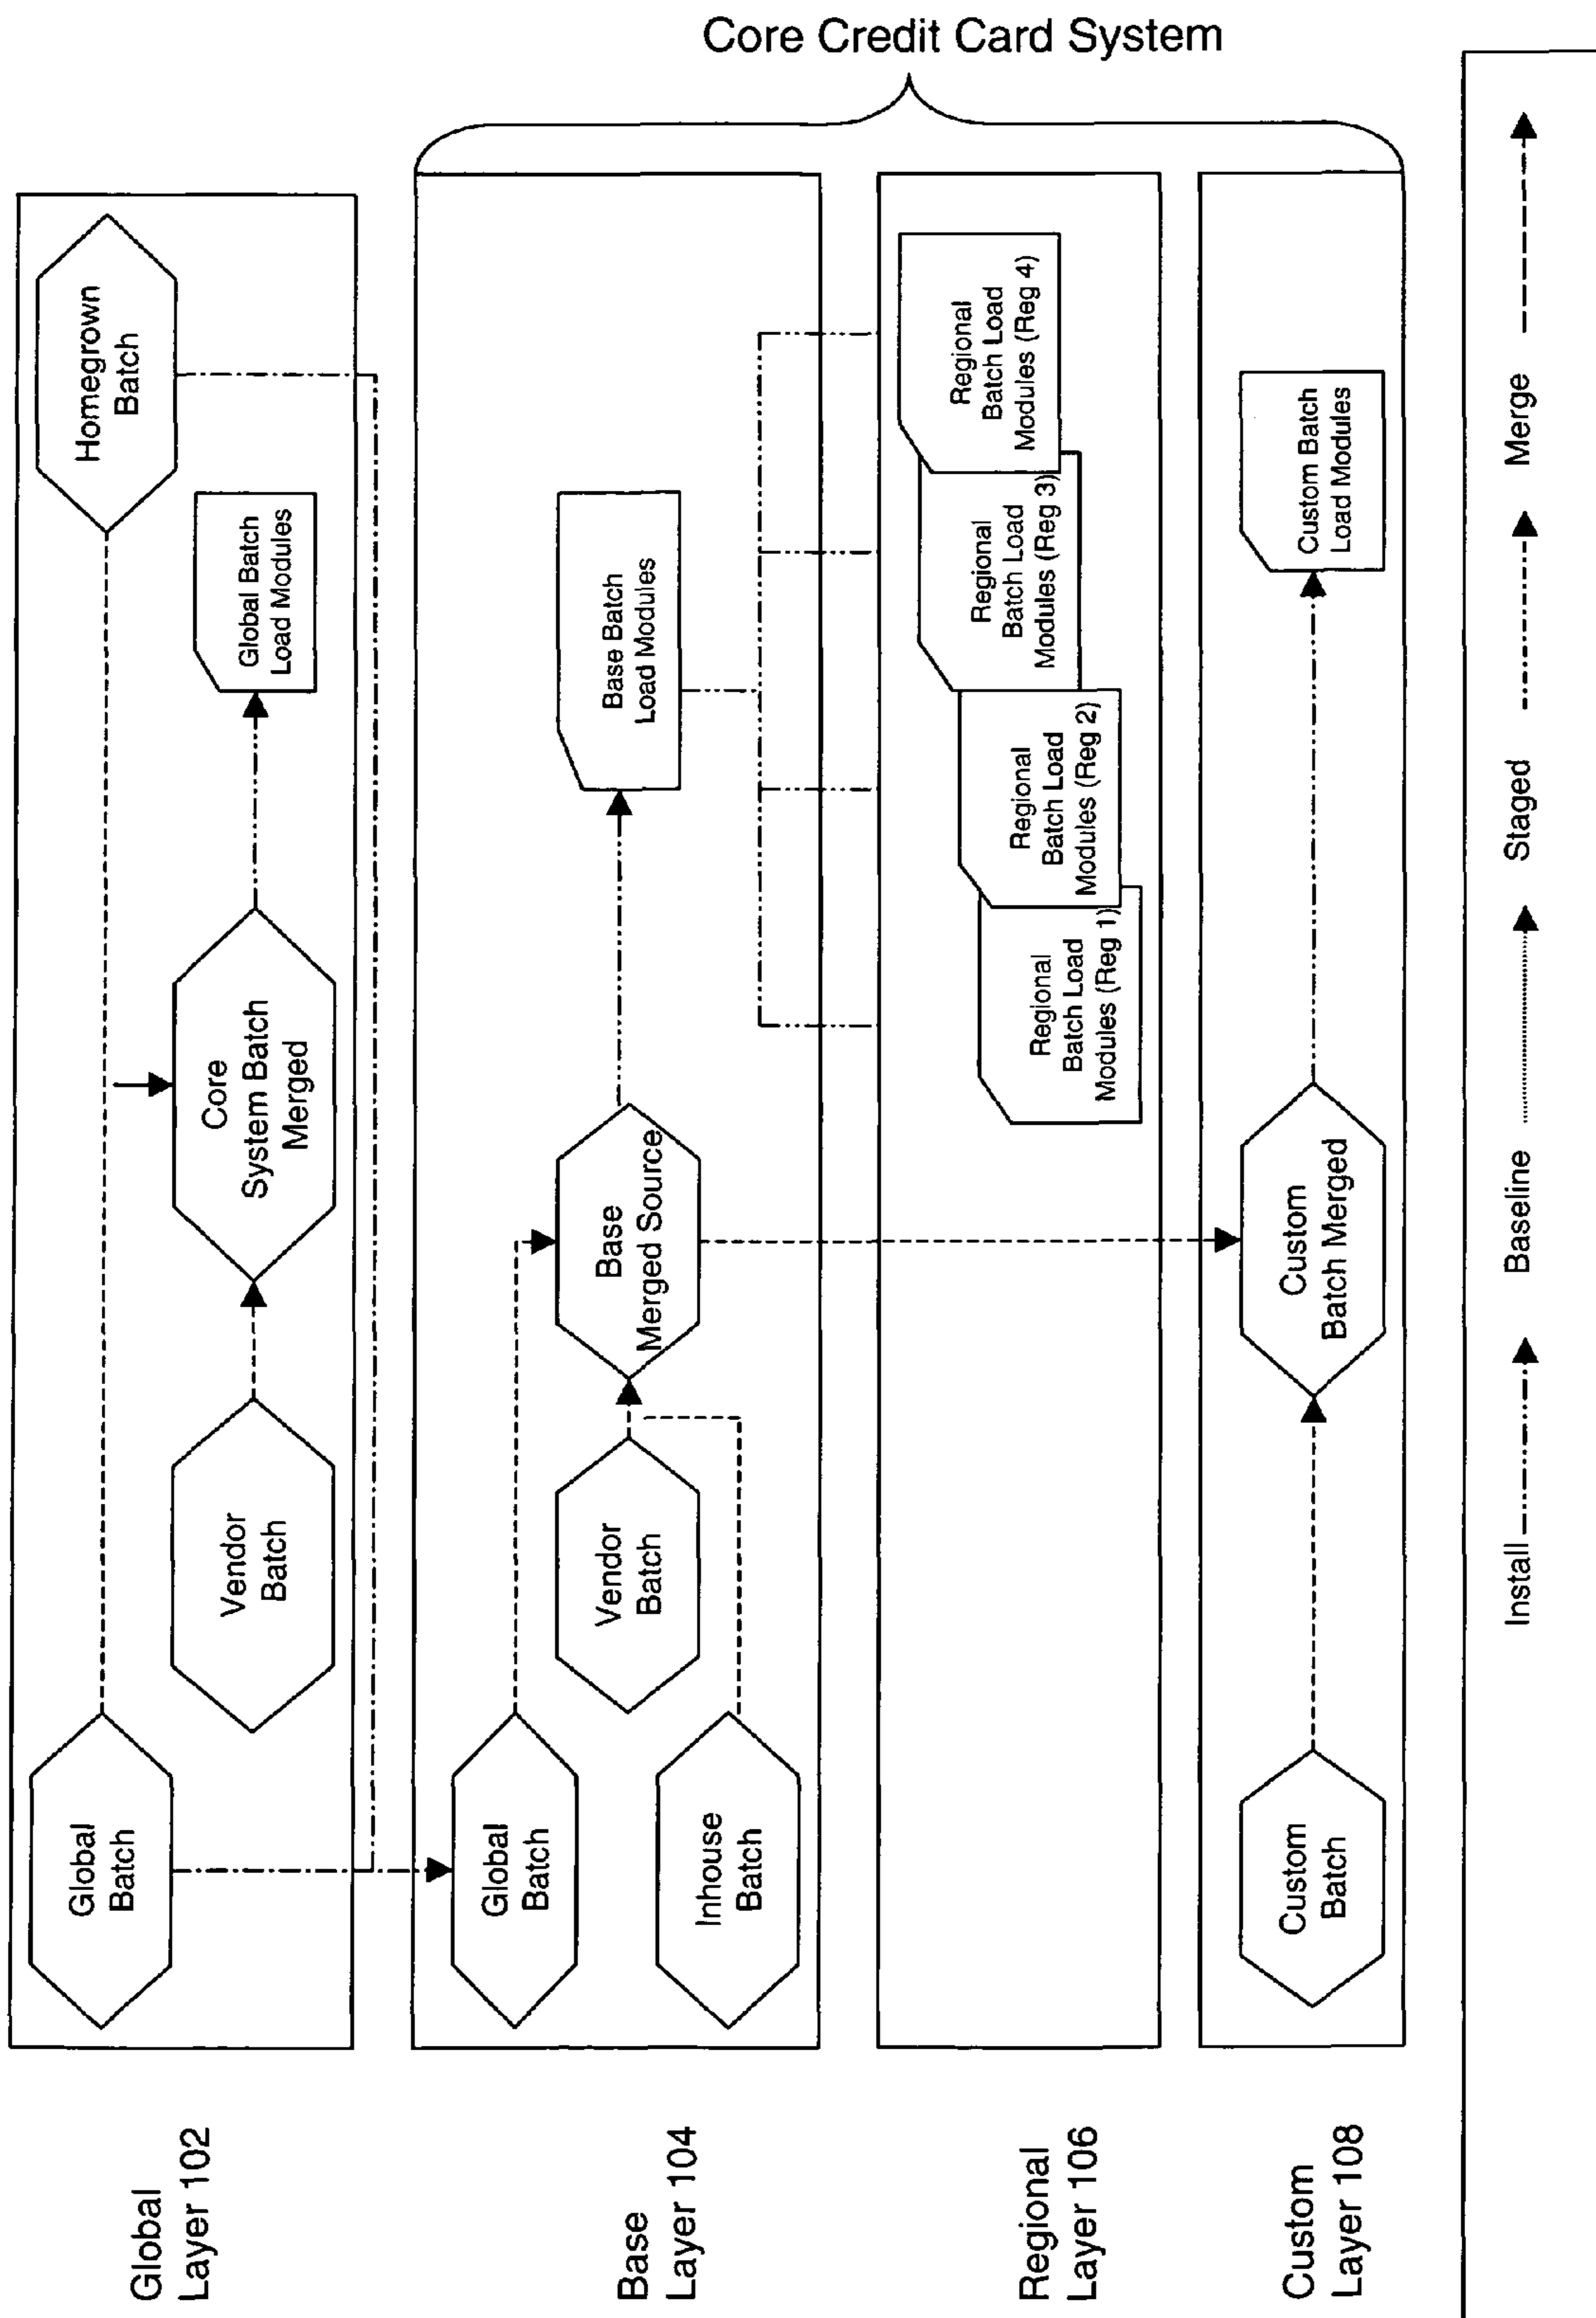 Core Credit Card System
Global
Layer 102
Global
Batch
Vendor
Batch
Core
System Batch
Merged
Global Batch
Load Modules
Homegrown
Batch
Base
Layer 104
Global
Batch
Inhouse
Batch
Vendor
Batch
Base
Merged Source
Base Batch
Load Modules
Regional
Layer 106
Regional
Batch Load
Modules (Reg 1)
Regional
Batch Load
Modules (Reg 2)
Regional
Batch Load
Modules (Reg 3)
Regional
Batch Load
Modules (Reg 4)
Custom
Layer 108
Custom
Batch
Custom
Batch Merged
Custom Batch
Load Modules
Install
Baseline
Staged
Merge